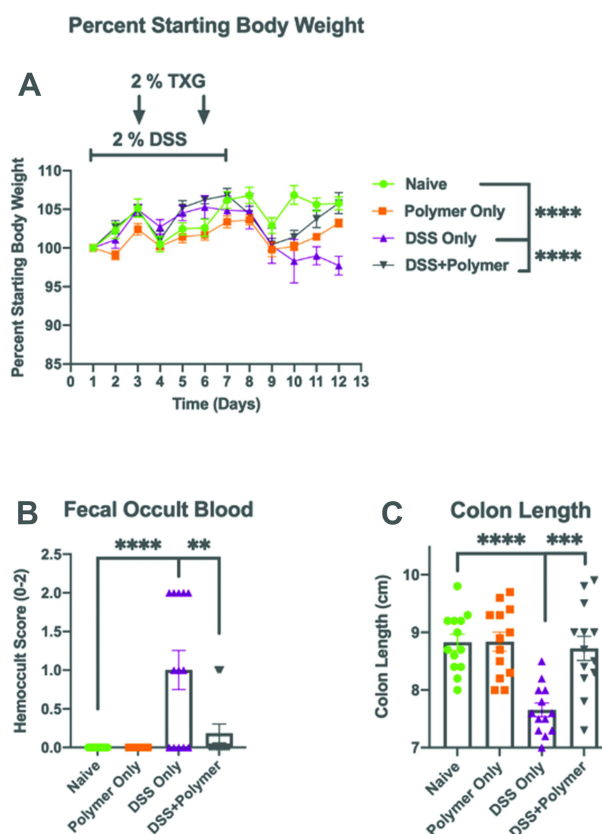 Percent Starting Body Weight
A
2 % TXG
2 % DSS
Percent Starting Body Weight
110
105
100
95
90
85
0 1 2 3 4 5 6 7 8 9 10 11 12 13
Time (Days)
Naive
Polymer Only
DSS Only
DSS+Polymer
****
****
B Fecal Occult Blood
**** **
Hemoccult Score (0-2)
2.5
2.0
1.5
1.0
0.5
0.0
Naive
Polymer Only
DSS Only
DSS+Polymer
C Colon Length
**** ***
Colon Length (cm)
10
9
8
7
Naive
Polymer Only
DSS Only
DSS+Polymer